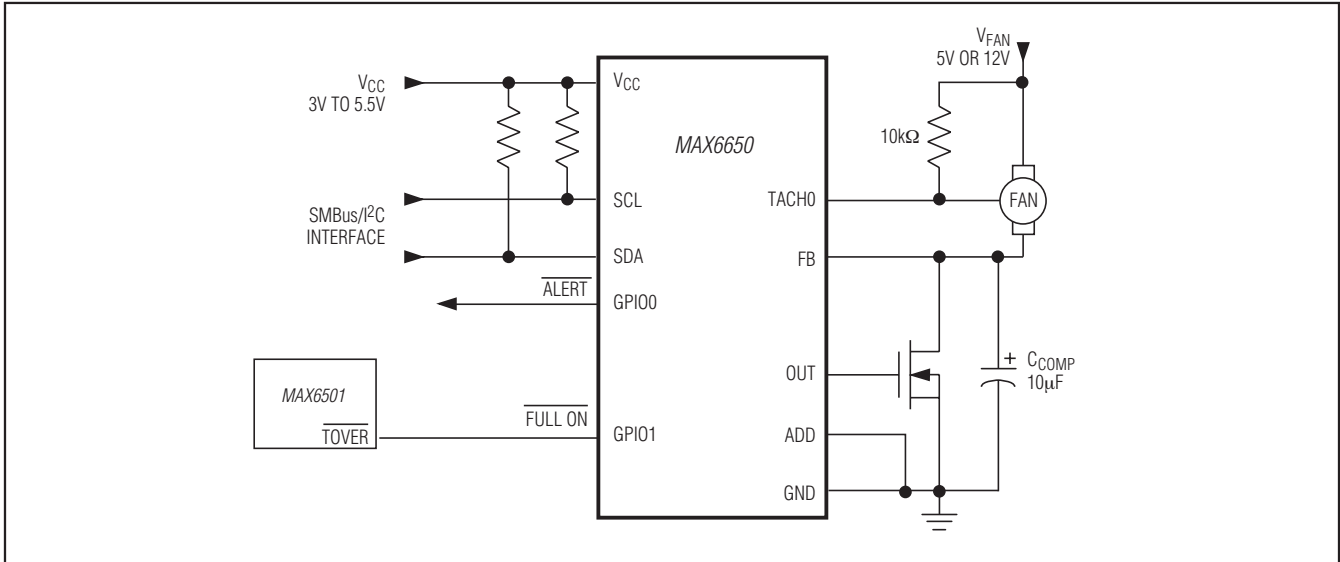 VCC
3V TO 5.5V
SMBus/I2C
INTERFACE
ALERT
MAX6501
TOVER
FULL ON
VCC
MAX6650
SCL
SDA
GPIO0
GPIO1
TACH0
FB
OUT
ADD
GND
VFAN
5V OR 12V
10kΩ
FAN
+
CCOMP
10μF